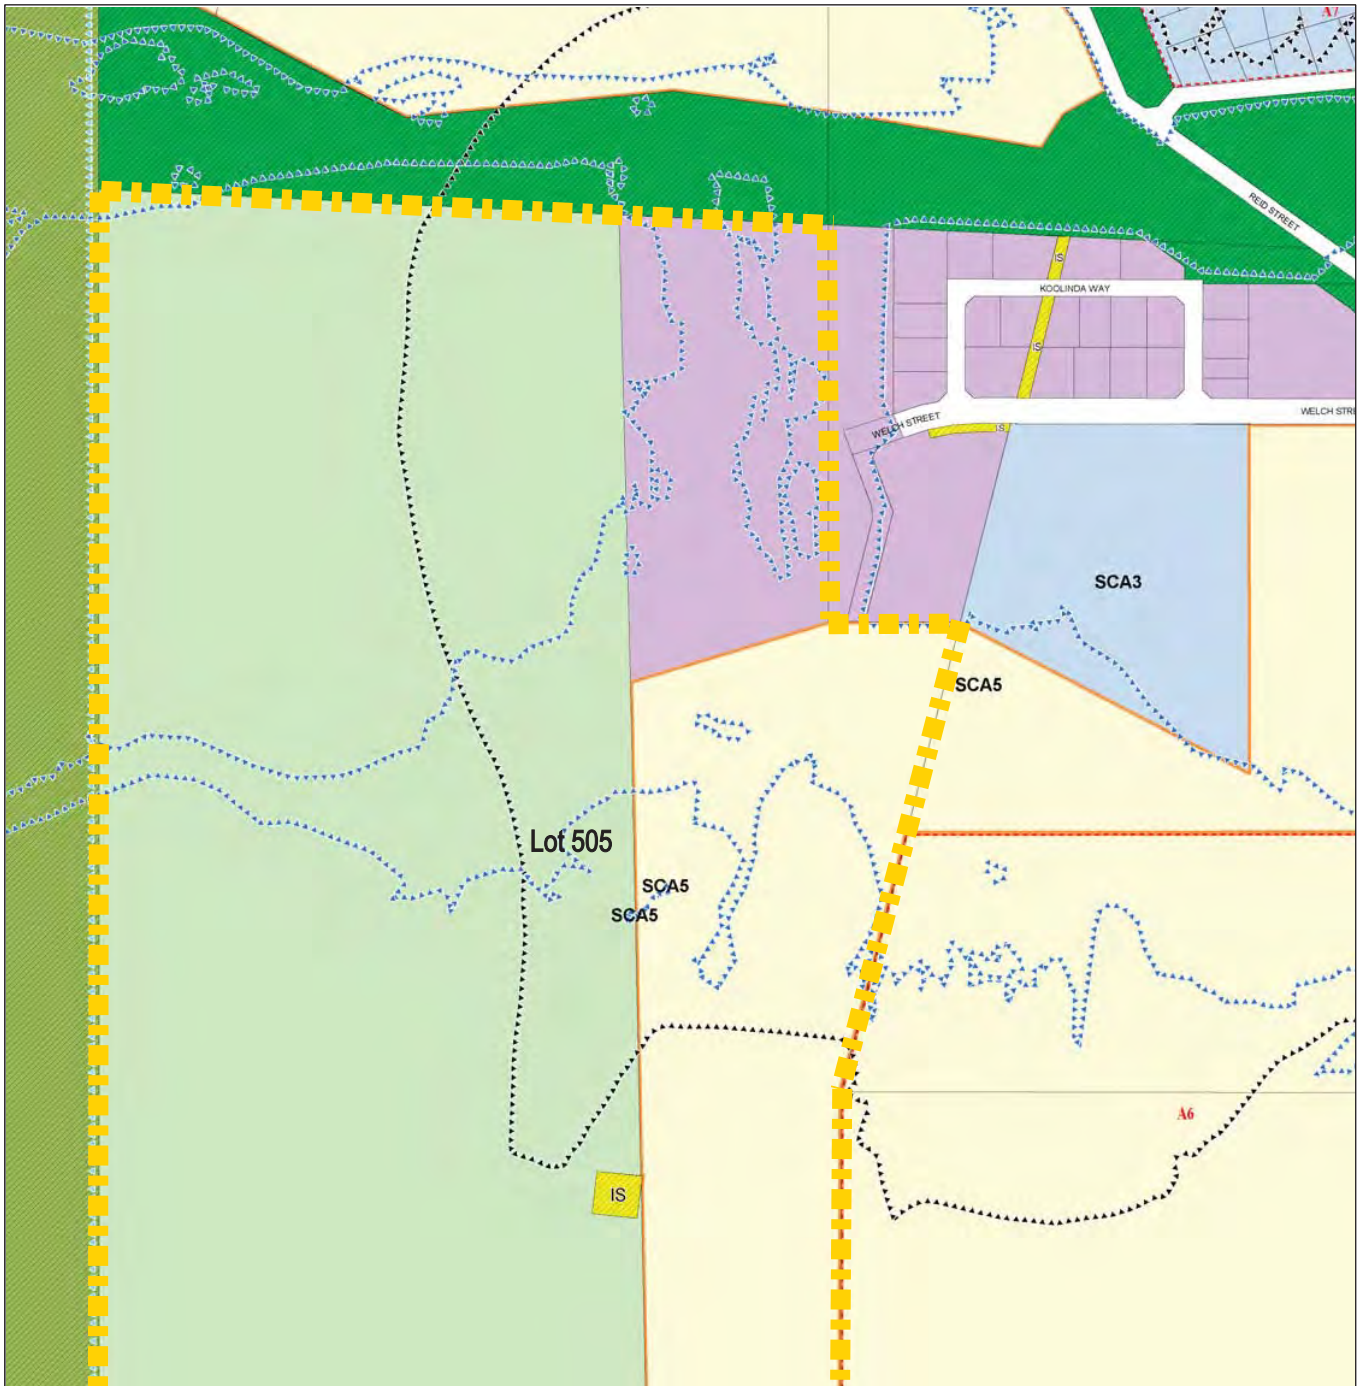 A7
REID STREET
IS
KOOLINDA WAY
IS
WELCH STRE
WELCH STREET
IS
SCA3
SCA5
Lot 505
SCA5
SCA5
A6
IS